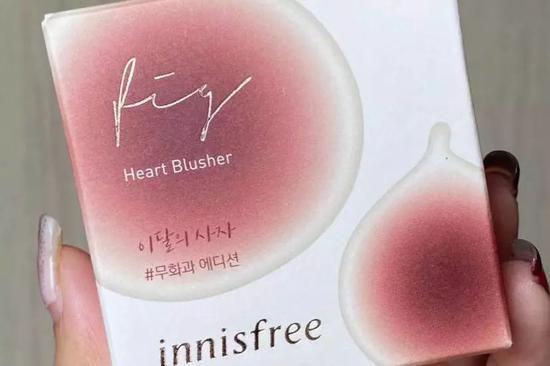 fig
Heart Blusher
이달의 사자
#무화과 에디션
innisfree